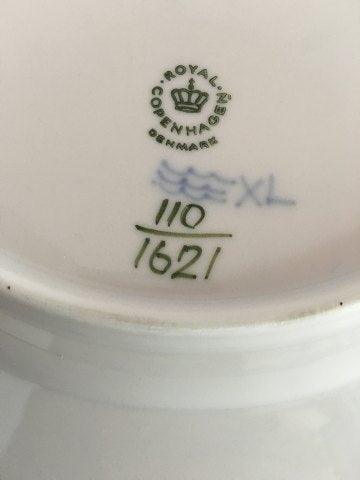 ROYAL
COPENHAGEN
DENMARK
XL
110
1621